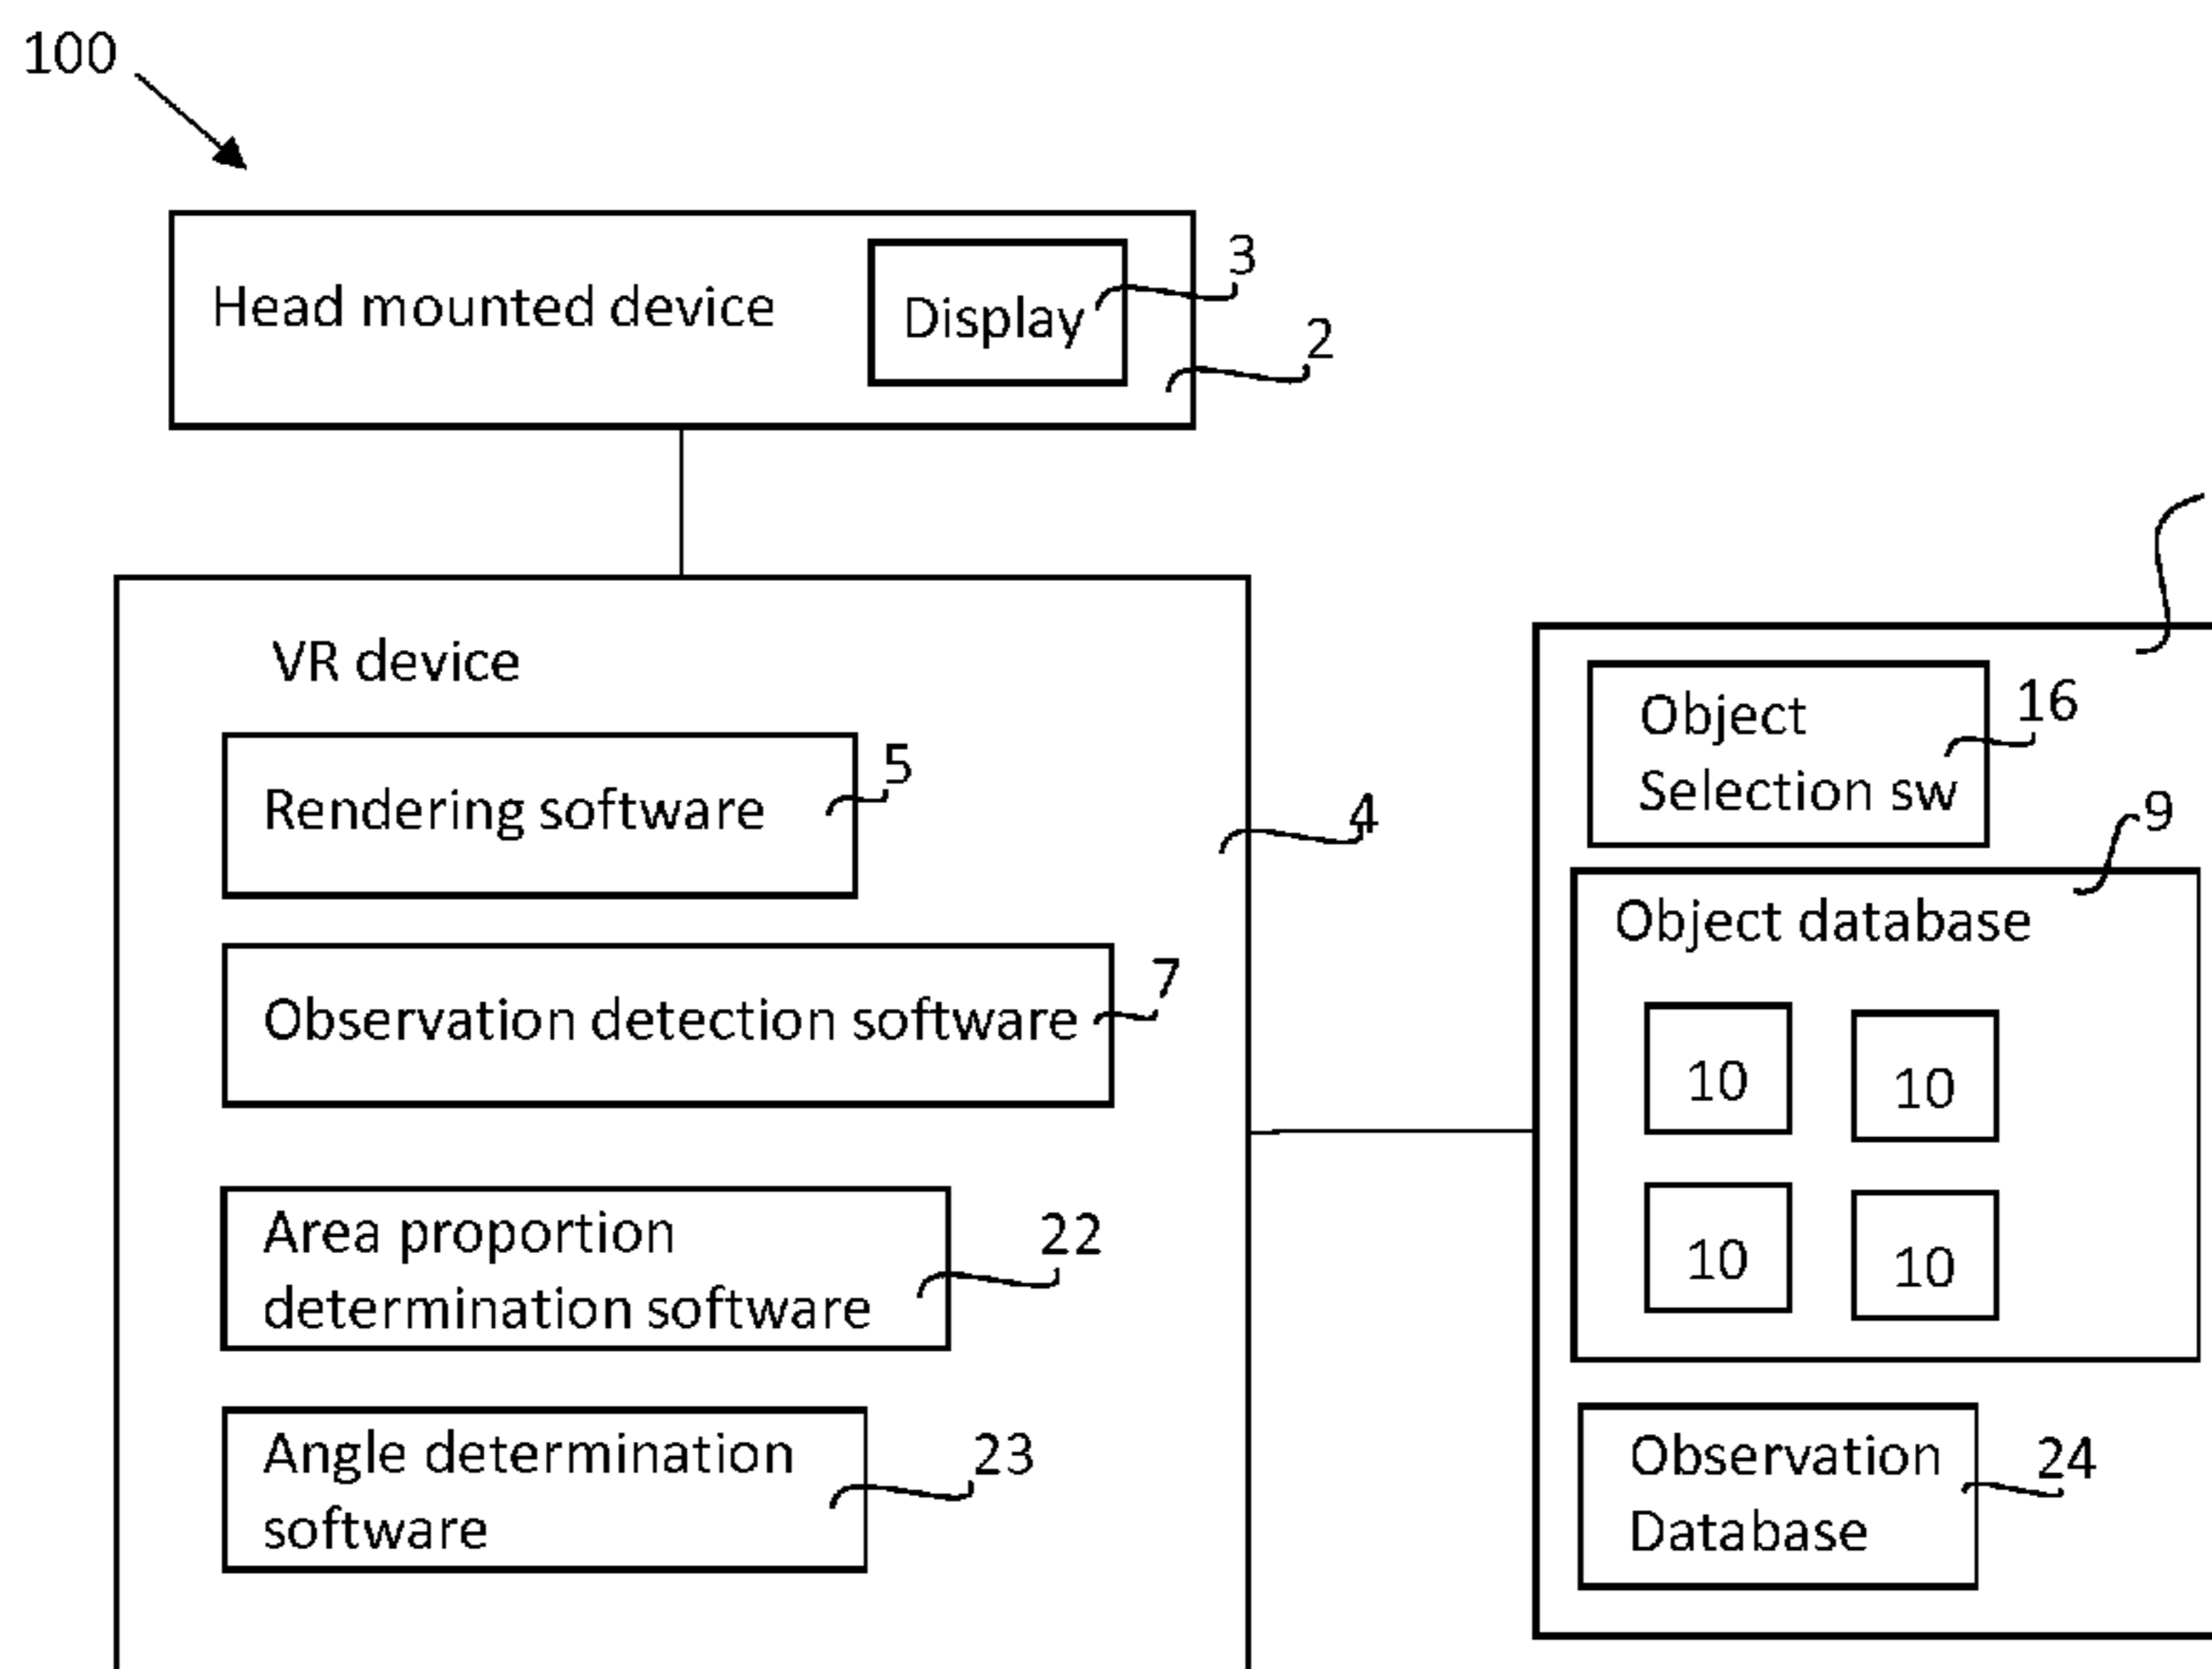 100
Head mounted device
Display
3
2
VR device
Rendering software
5
4
Observation detection software
7
Area proportion
determination software
22
Angle determination
software
23
Object
Selection sw
16
9
Object database
10
10
10
10
Observation
Database
24